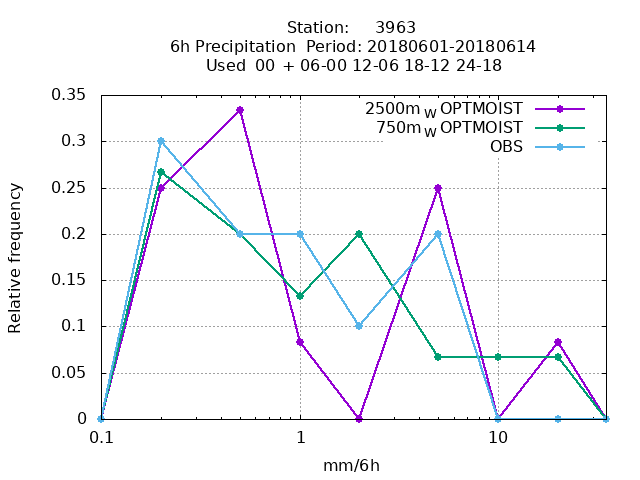 Station: 3963
6h Precipitation Period: 20180601-20180614
Used 00 + 06-00 12-06 18-12 24-18
2500m W OPTMOIST
750m W OPTMOIST
OBS
0.35
0.3
0.25
0.2
0.15
0.1
0.05
0
Relative frequency
0.1 1 10
mm/6h